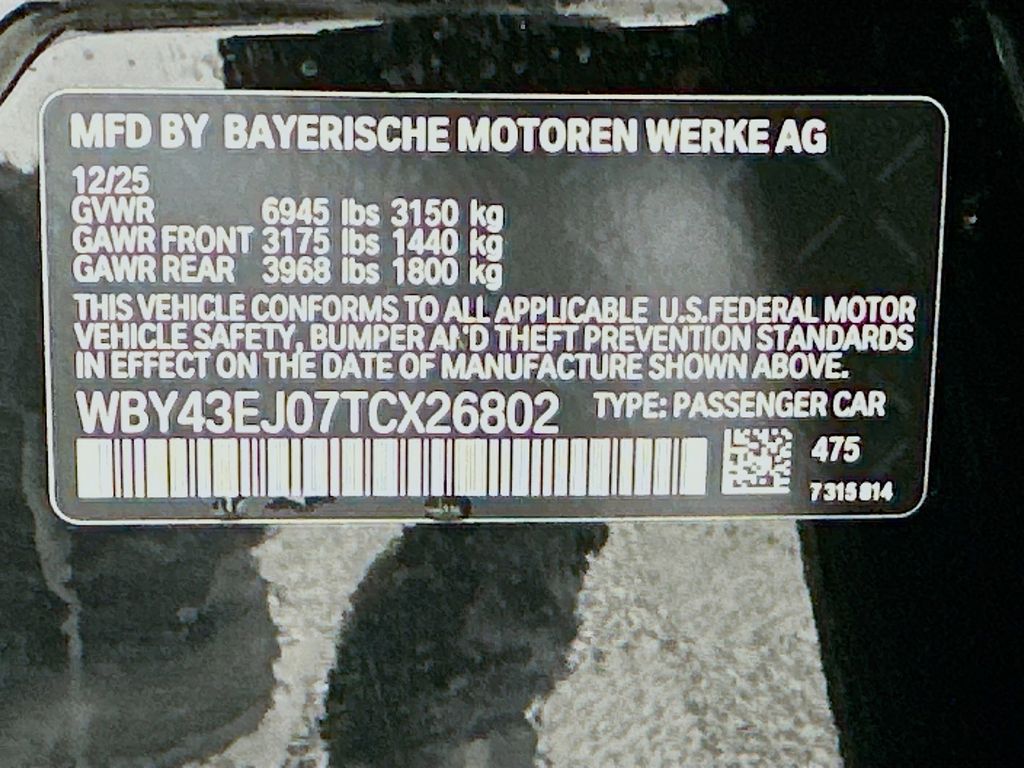 MFD BY BAYERISCHE MOTOREN WERKE AG
12/25
GVWR 6945 lbs 3150 kg
GAWR FRONT 3175 lbs 1440 kg
GAWR REAR 3968 lbs 1800 kg
THIS VEHICLE CONFORMS TO ALL APPLICABLE U.S.FEDERAL MOTOR
VEHICLE SAFETY, BUMPER AND THEFT PREVENTION STANDARDS
IN EFFECT ON THE DATE OF MANUFACTURE SHOWN ABOVE.
WBY43EJ07TCX26802 TYPE: PASSENGER CAR
475
7315814